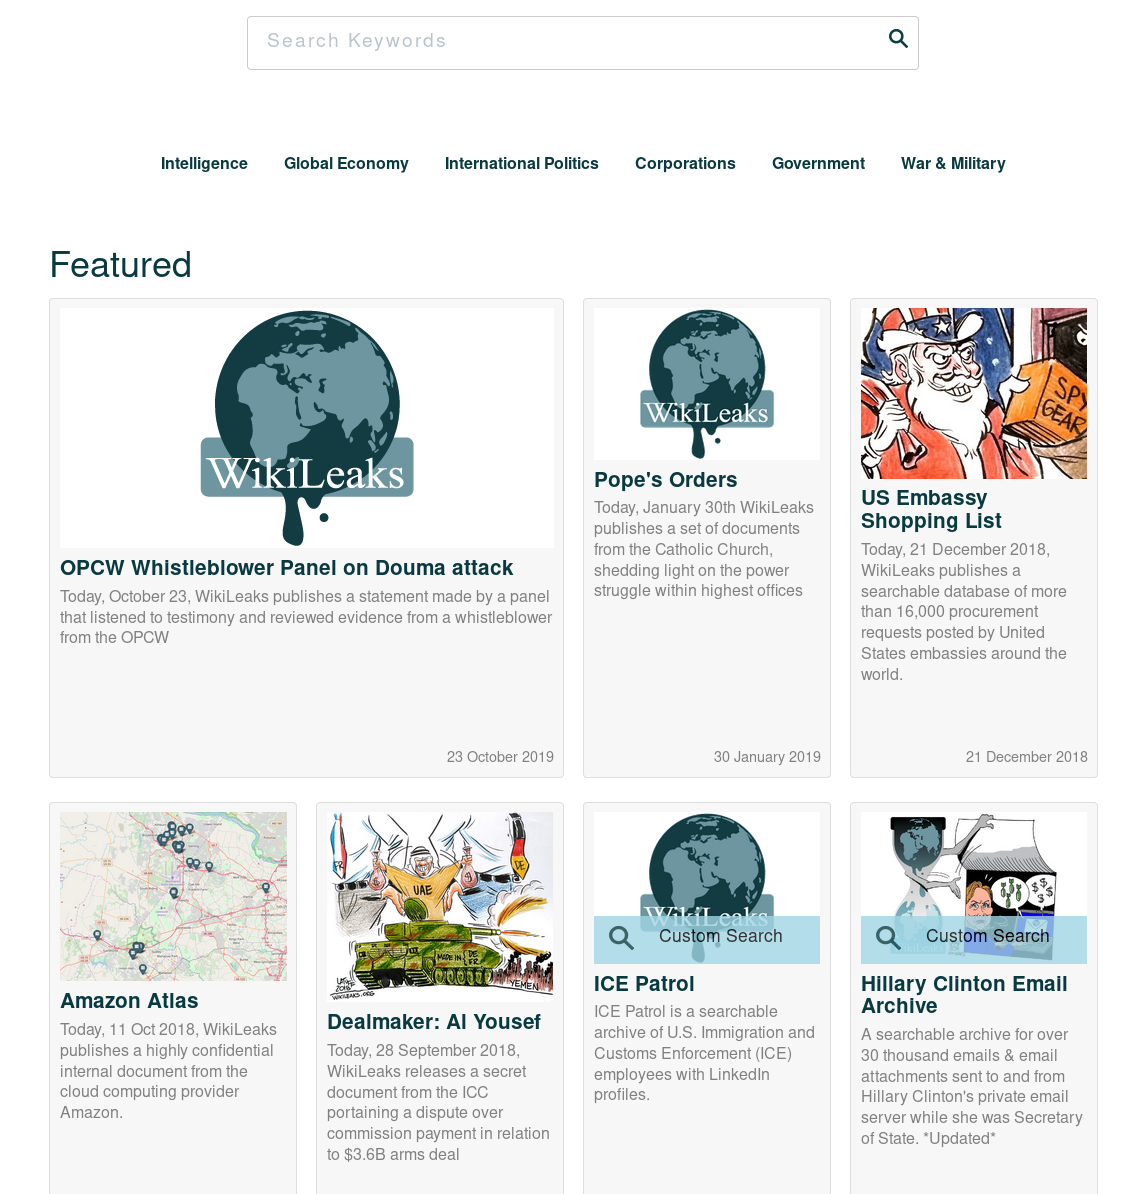 Search Keywords
Intelligence Global Economy International Politics Corporations Government War & Military
Featured
WikiLeaks
OPCW Whistleblower Panel on Douma attack
Today, October 23, WikiLeaks publishes a statement made by a panel
that listened to testimony and reviewed evidence from a whistleblower
from the OPCW
23 October 2019
WikiLeaks
Pope's Orders
Today, January 30th WikiLeaks
publishes a set of documents
from the Catholic Church,
shedding light on the power
struggle within highest offices
30 January 2019
SPY
GEAR
US Embassy
Shopping List
Today, 21 December 2018,
WikiLeaks publishes a
searchable database of more
than 16,000 procurement
requests posted by United
States embassies around the
world.
21 December 2018
Amazon Atlas
Today, 11 Oct 2018, WikiLeaks
publishes a highly confidential
internal document from the
cloud computing provider
Amazon.
FR
DE
UAE
MADE IN DE
FR
YEMEN
2018
WIKILEAKS.ORG
Dealmaker: Al Yousef
Today, 28 September 2018,
WikiLeaks releases a secret
document from the ICC
portaining a dispute over
commission payment in relation
to $3.6B arms deal
WikiLeaks
Custom Search
ICE Patrol
ICE Patrol is a searchable
archive of U.S. Immigration and
Customs Enforcement (ICE)
employees with LinkedIn
profiles.
$ $ $
Custom Search
Hillary Clinton Email
Archive
A searchable archive for over
30 thousand emails & email
attachments sent to and from
Hillary Clinton's private email
server while she was Secretary
of State. *Updated*